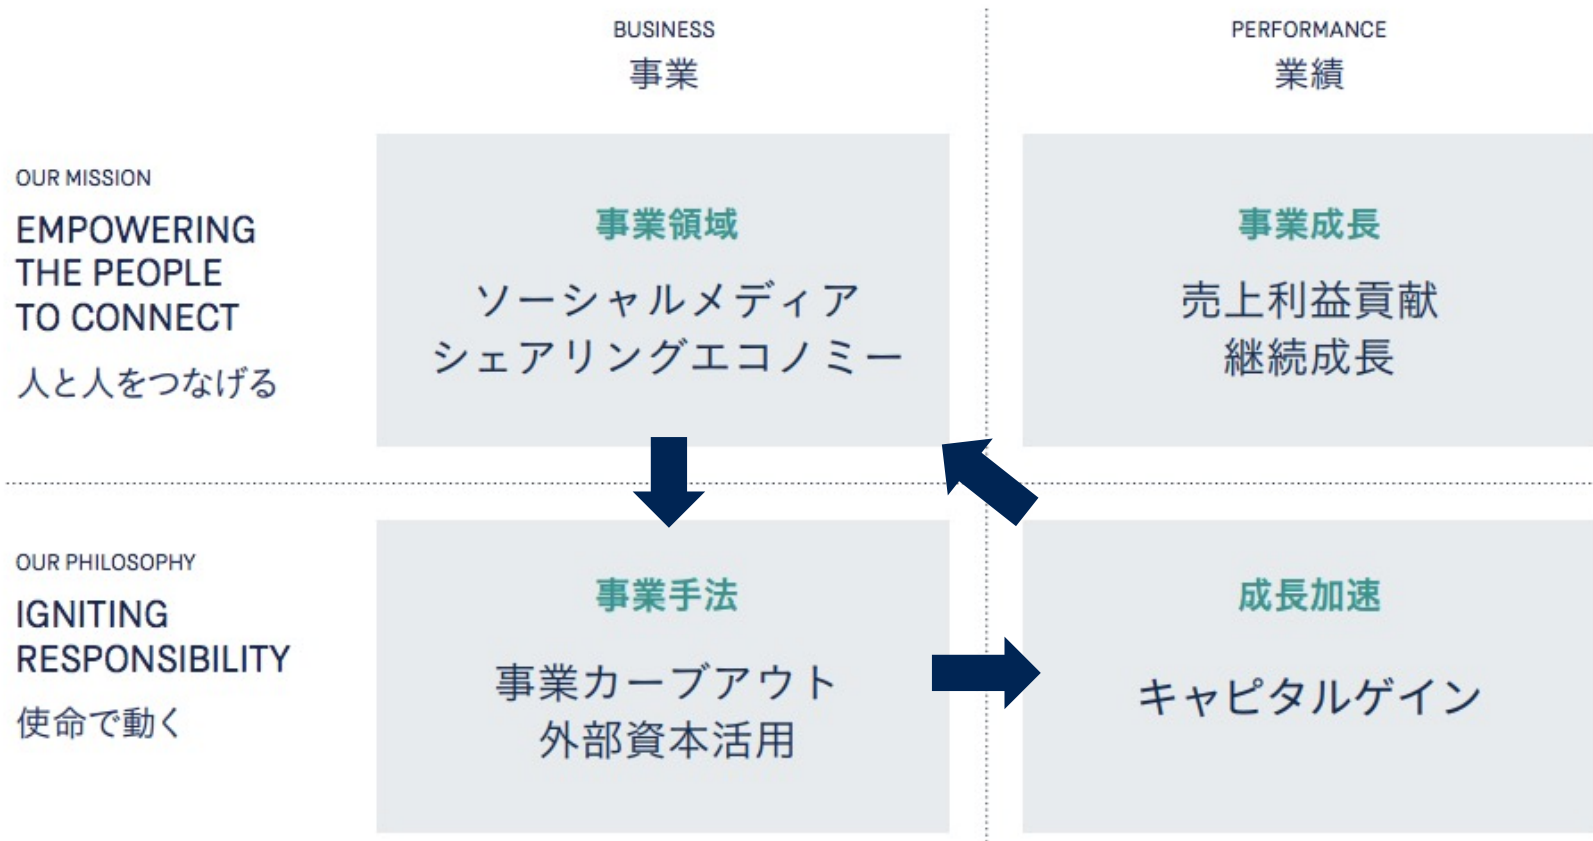 BUSINESS
事業
PERFORMANCE
業績
OUR MISSION
EMPOWERING
THE PEOPLE
TO CONNECT
人と人をつなげる
事業領域
ソーシャルメディア
シェアリングエコノミー
事業成長
売上利益貢献
継続成長
OUR PHILOSOPHY
IGNITING
RESPONSIBILITY
使命で動く
事業手法
事業カーブアウト
外部資本活用
成長加速
キャピタルゲイン